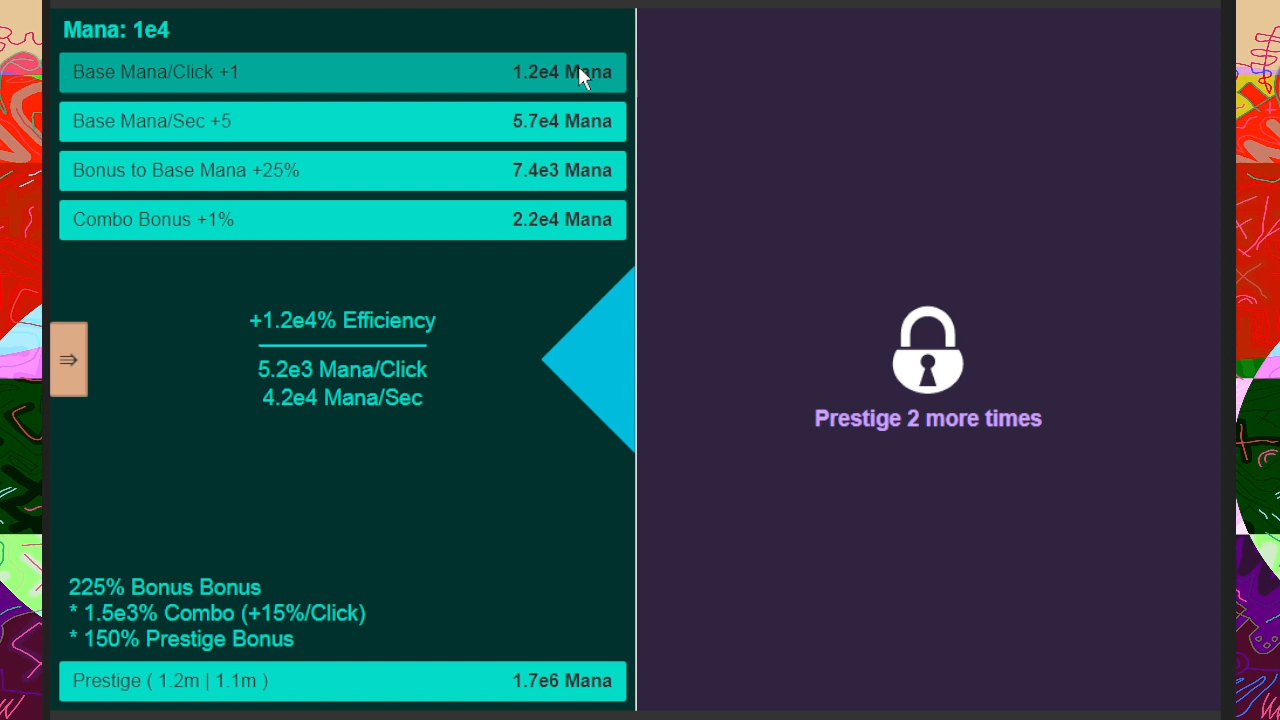 Mana: 1e4
Base Mana/Click +1 1.2e4 Mana
Base Mana/Sec +5 5.7e4 Mana
Bonus to Base Mana +25% 7.4e3 Mana
Combo Bonus +1% 2.2e4 Mana
+1.2e4% Efficiency
5.2e3 Mana/Click
4.2e4 Mana/Sec
⇒
225% Bonus Bonus
* 1.5e3% Combo (+15%/Click)
* 150% Prestige Bonus
Prestige ( 1.2m | 1.1m ) 1.7e6 Mana
Prestige 2 more times